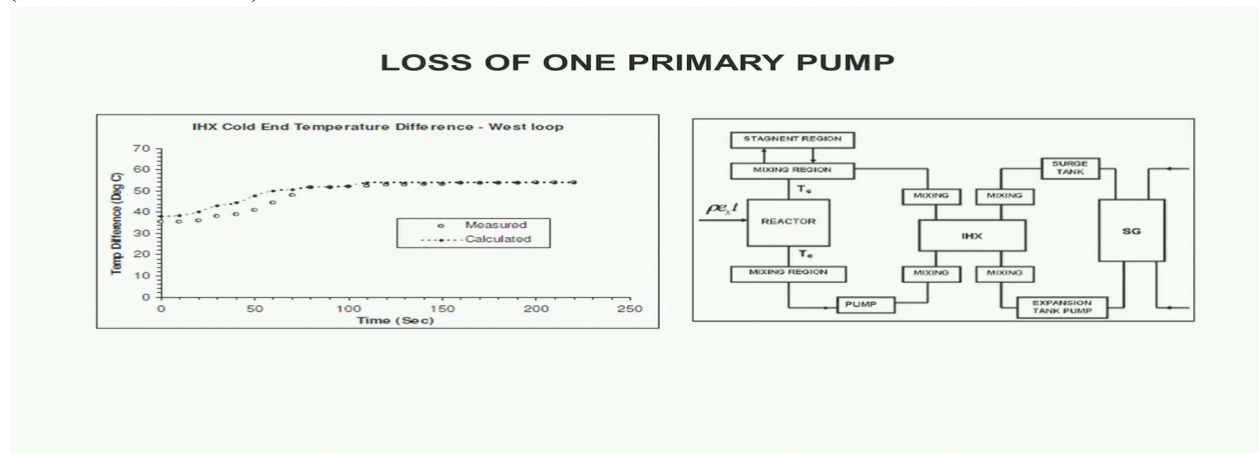 LOSS OF ONE PRIMARY PUMP
IHX Cold End Temperature Difference - West loop
Temp Difference (Deg C)
70
60
50
40
30
20
10
0
Measured
Calculated
0 50 100 150 200 250
Time (Sec)
STAGNENT REGION
MIXING REGION
REACTOR
MIXING REGION
PUMP
MIXING
MIXING
IHX
MIXING
MIXING
SURGE
TANK
SG
EXPANSION
TANK PUMP